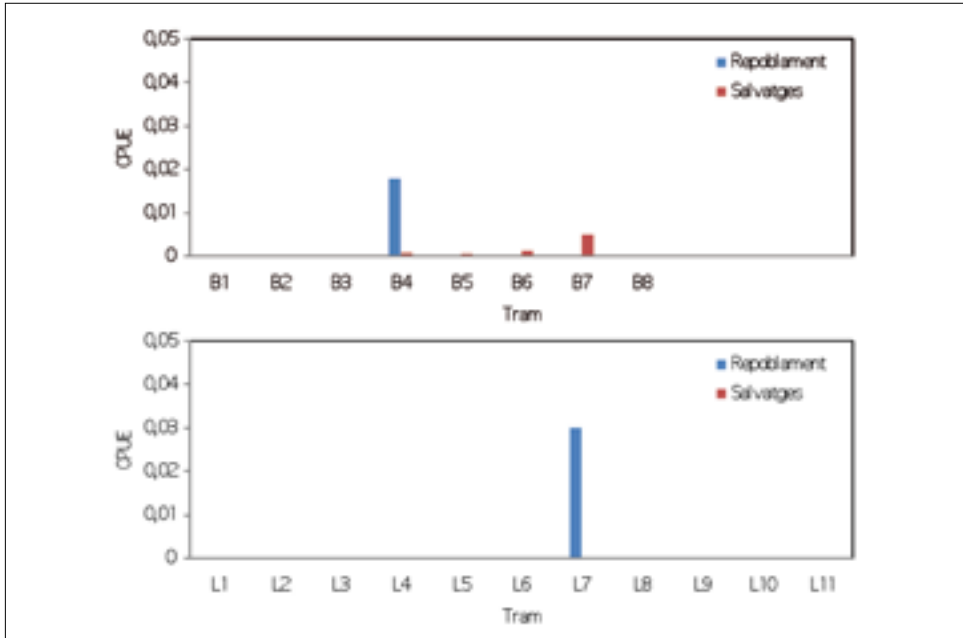 0,05
0,04
0,03
0,02
0,01
0
CPUE
Repoblament
Salvatges
B1 B2 B3 B4 B5 B6 B7 B8
Tram
0,05
0,04
0,03
0,02
0,01
0
CPUE
Repoblament
Salvatges
L1 L2 L3 L4 L5 L6 L7 L8 L9 L10 L11
Tram